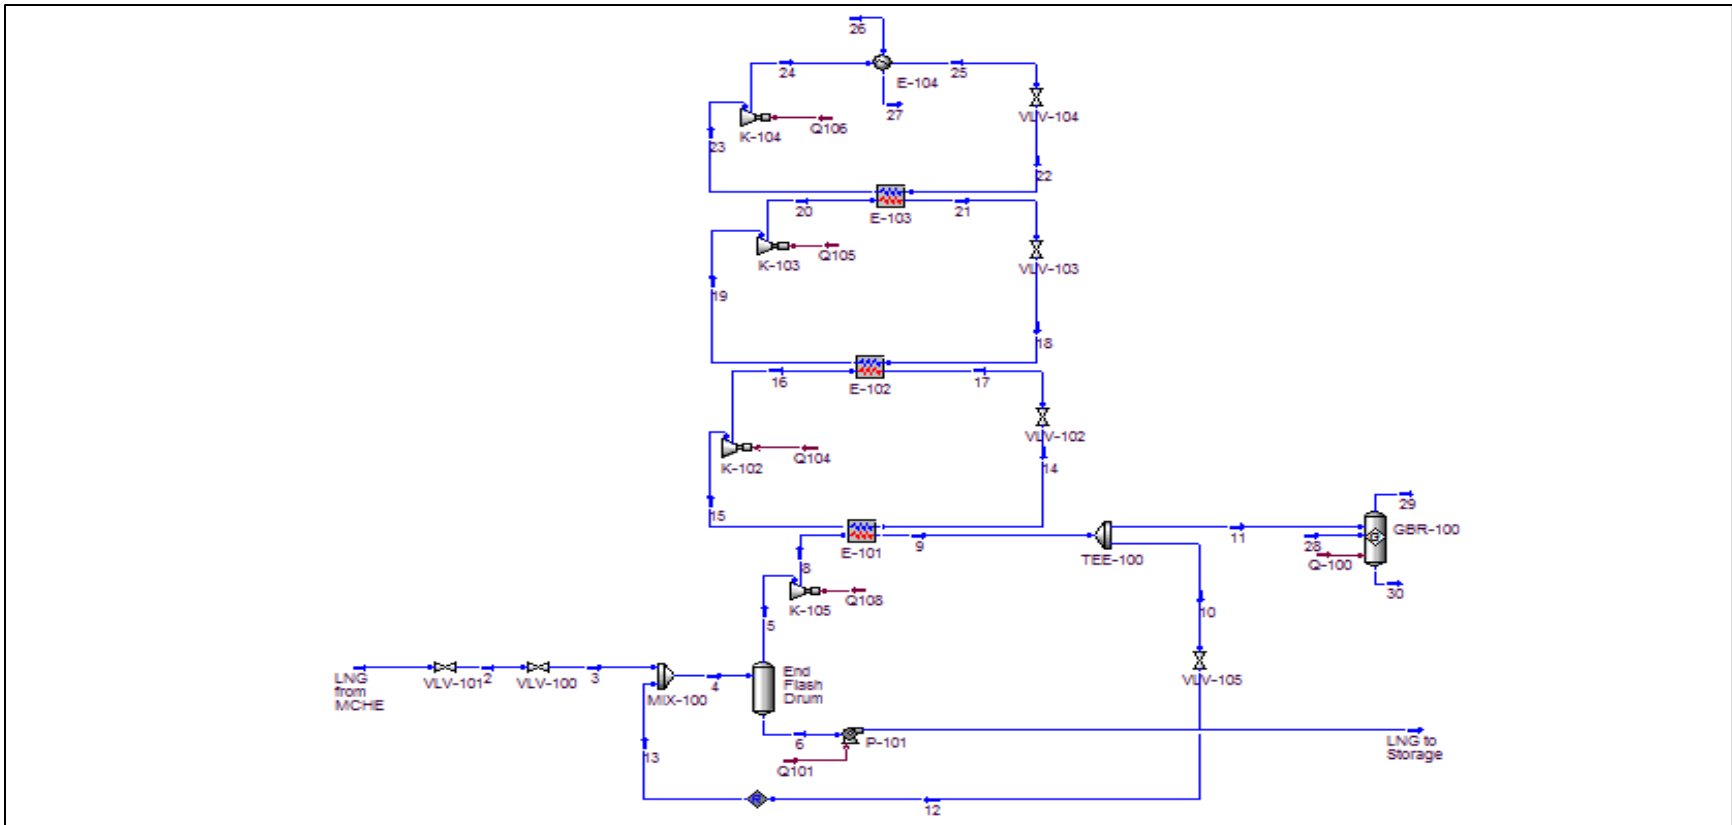 26
24
25
E-104
27
VLV-104
K-104
Q106
23
22
20
E-103
21
K-103
Q105
VLV-103
19
18
16
E-102
17
VLV-102
K-102
Q104
14
15
29
GBR-100
E-101
9
TEE-100
11
28
Q-100
30
8
K-105
Q108
5
10
LNG
from
MCHE
VLV-101
2
VLV-100
3
MIX-100
4
End
Flash
Drum
VLV-105
6
P-101
LNG to
Storage
Q101
13
R
12